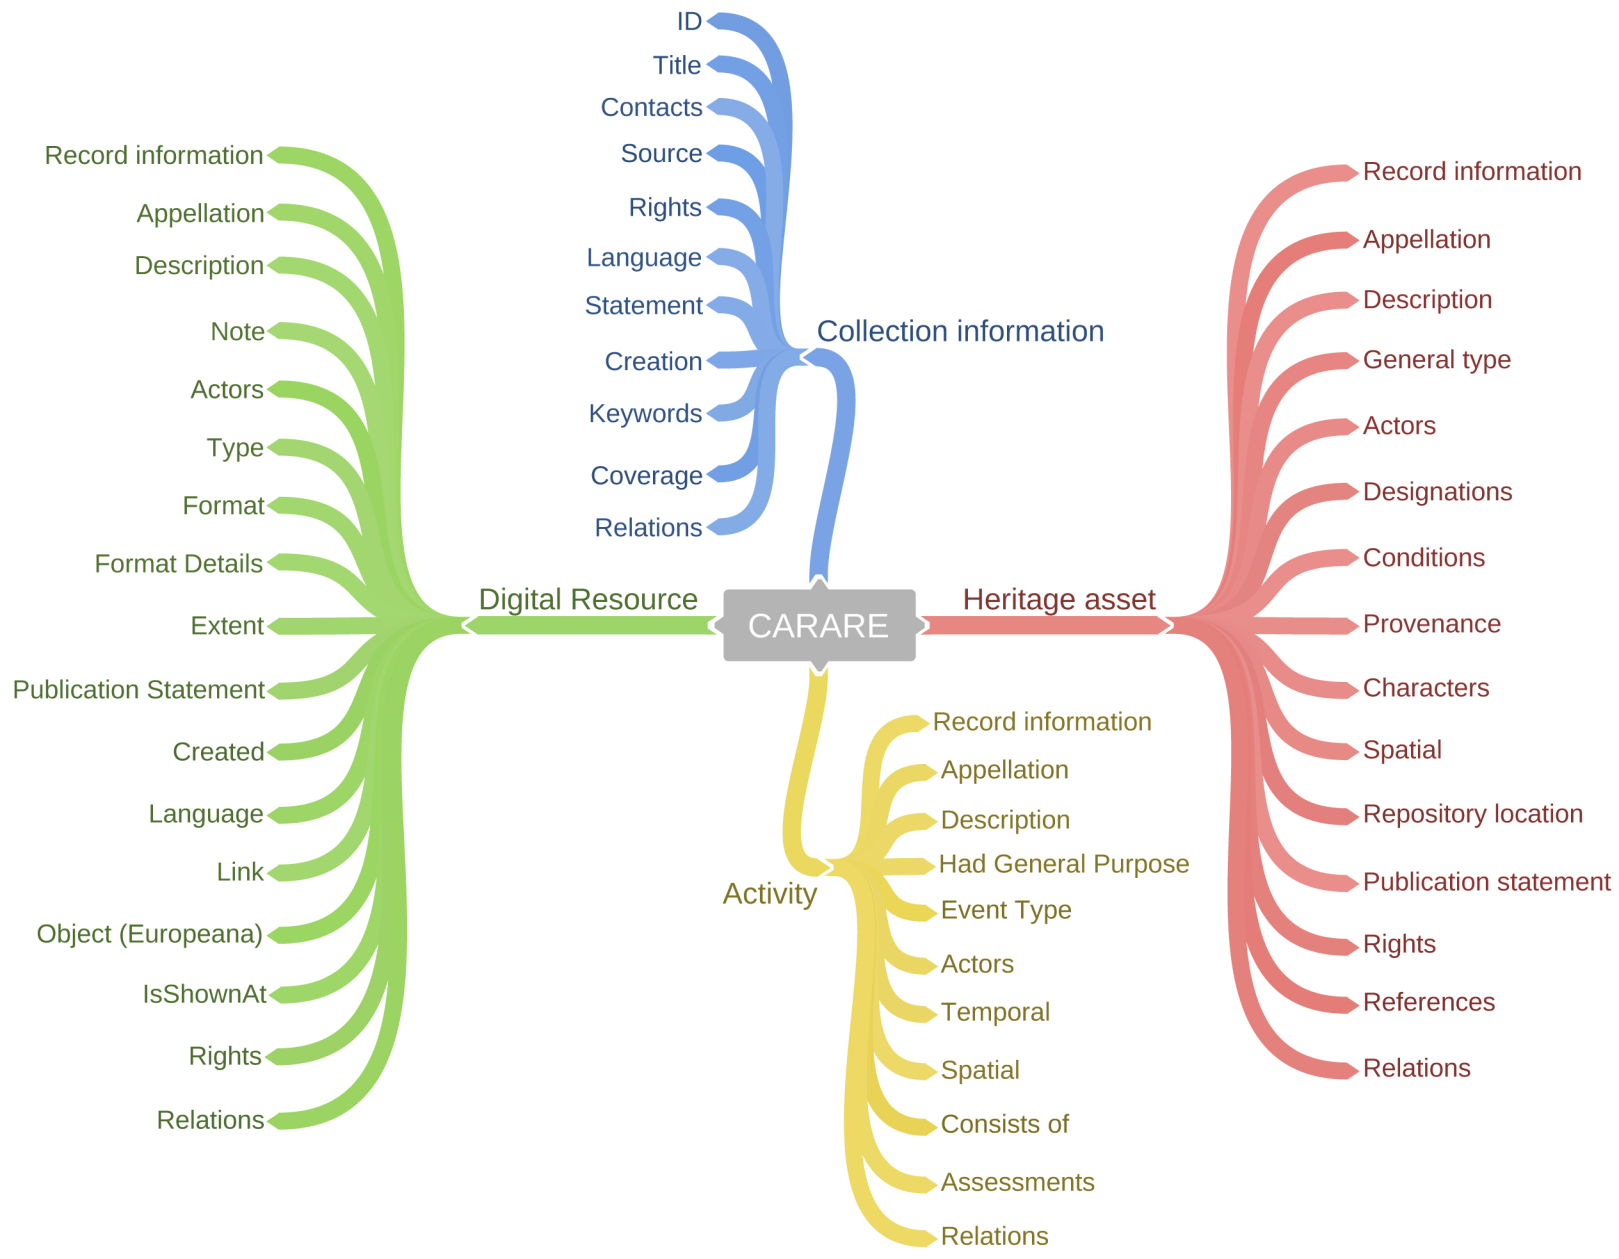 ID
Title
Contacts
Source
Rights
Language
Statement
Creation
Keywords
Coverage
Relations
Collection information
Record information
Appellation
Description
Note
Actors
Type
Format
Format Details
Extent
Publication Statement
Created
Language
Link
Object (Europeana)
IsShownAt
Rights
Relations
Digital Resource
CARARE
Heritage asset
Record information
Appellation
Description
General type
Actors
Designations
Conditions
Provenance
Characters
Spatial
Repository location
Publication statement
Rights
References
Relations
Activity
Record information
Appellation
Description
Had General Purpose
Event Type
Actors
Temporal
Spatial
Consists of
Assessments
Relations